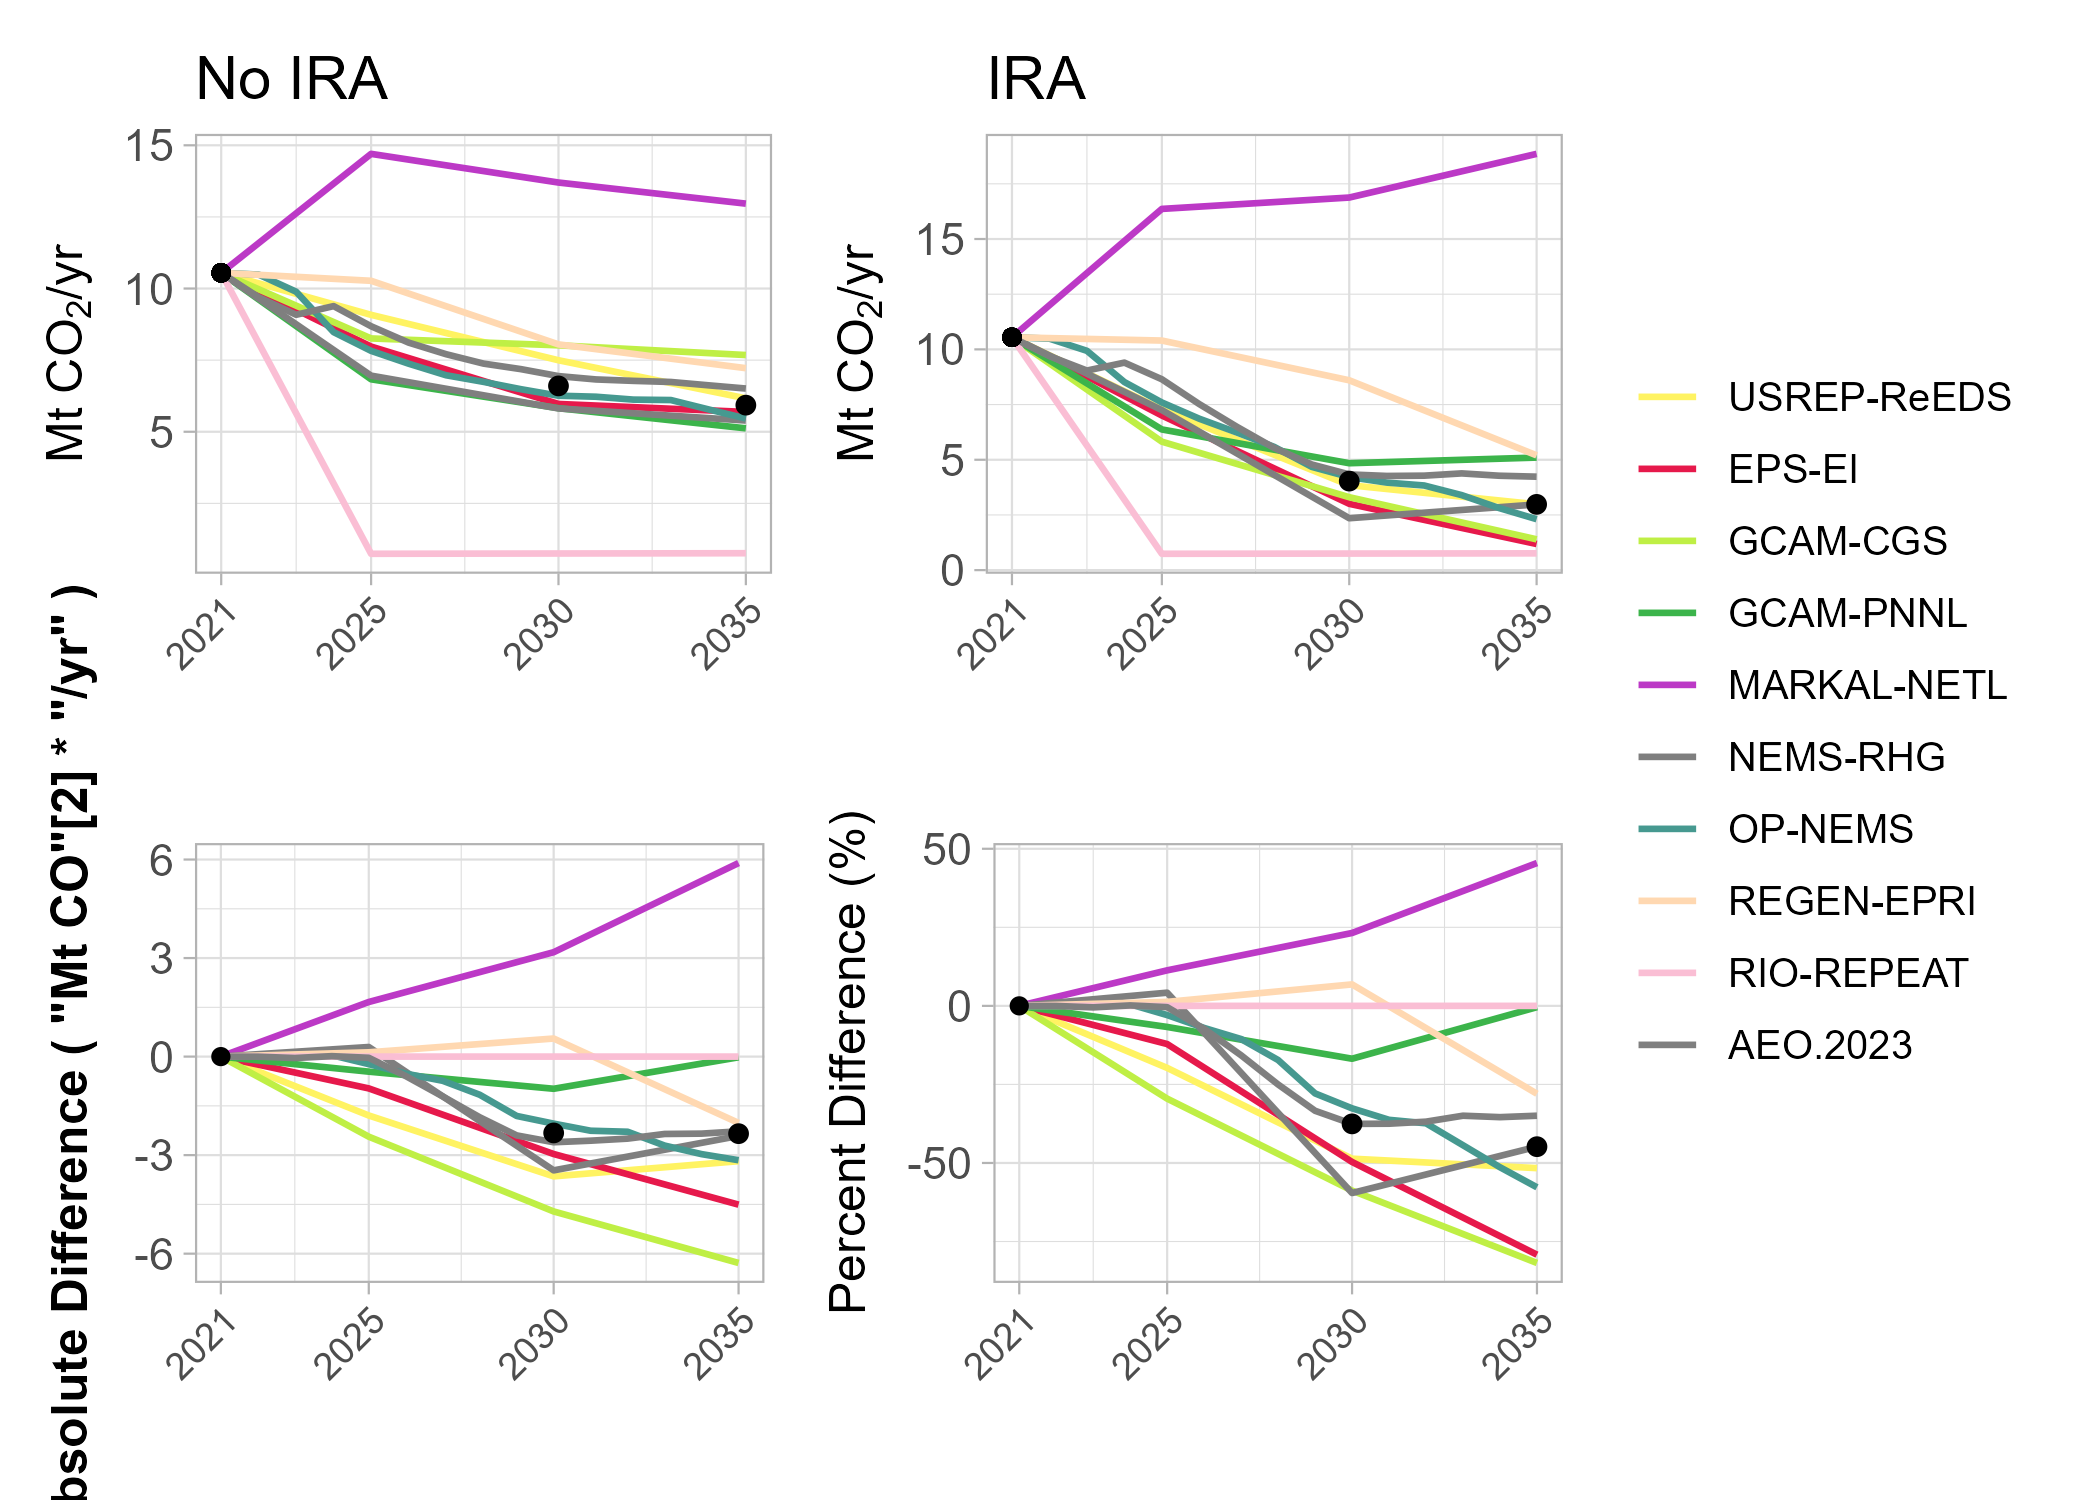 No IRA
IRA
Mt CO₂/yr
15
10
5
2021
2025
2030
2035
Mt CO₂/yr
15
10
5
0
2021
2025
2030
2035
bsolute Difference ( "Mt CO"[2] * "/yr" )
6
3
0
-3
-6
2021
2025
2030
2035
Percent Difference (%)
50
0
-50
2021
2025
2030
2035
USREP-ReEDS
EPS-EI
GCAM-CGS
GCAM-PNNL
MARKAL-NETL
NEMS-RHG
OP-NEMS
REGEN-EPRI
RIO-REPEAT
AEO.2023